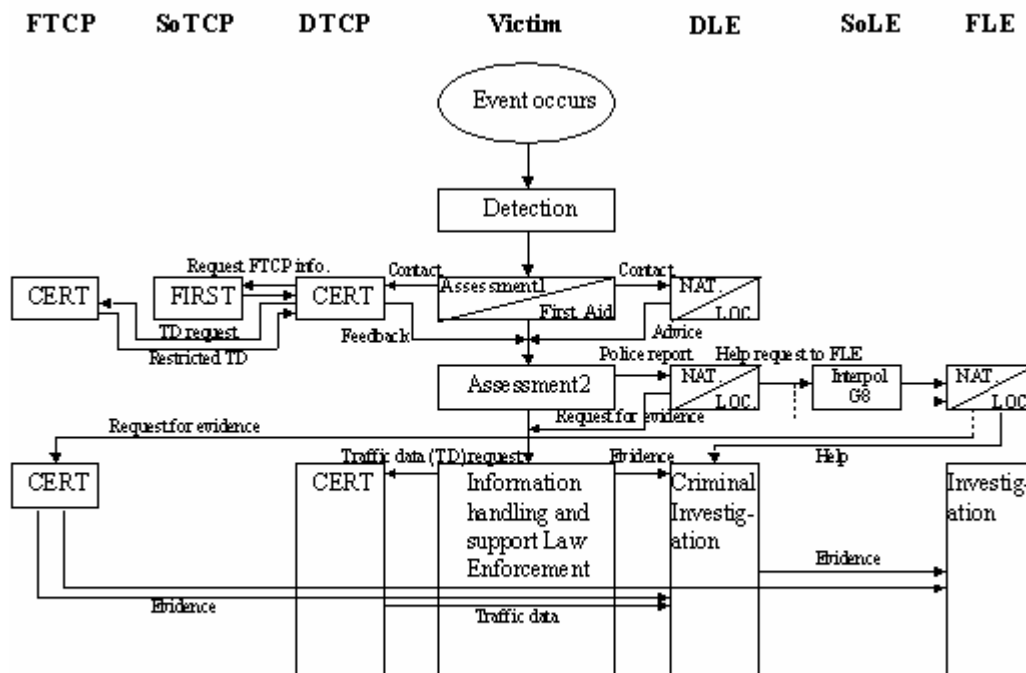 FTCP SoTCP DTCP Victim DLE SoLE FLE
Event occurs
Detection
Request FTCP info.
Contact
Contact
CERT
FIRST
CERT
Assessment1
First Aid
NAT.
LOC.
TD request
Restricted TD
Feedback
Advice
Police report
Help request to FLE
Assessment2
NAT.
LOC.
Interpol
G8
NAT.
LOC.
Request for evidence
Request for evidence
Help
Traffic data (TD) request
Evidence
CERT
CERT
Information
handling and
support Law
Enforcement
Criminal
Investig-
ation
Investig-
ation
Evidence
Evidence
Traffic data